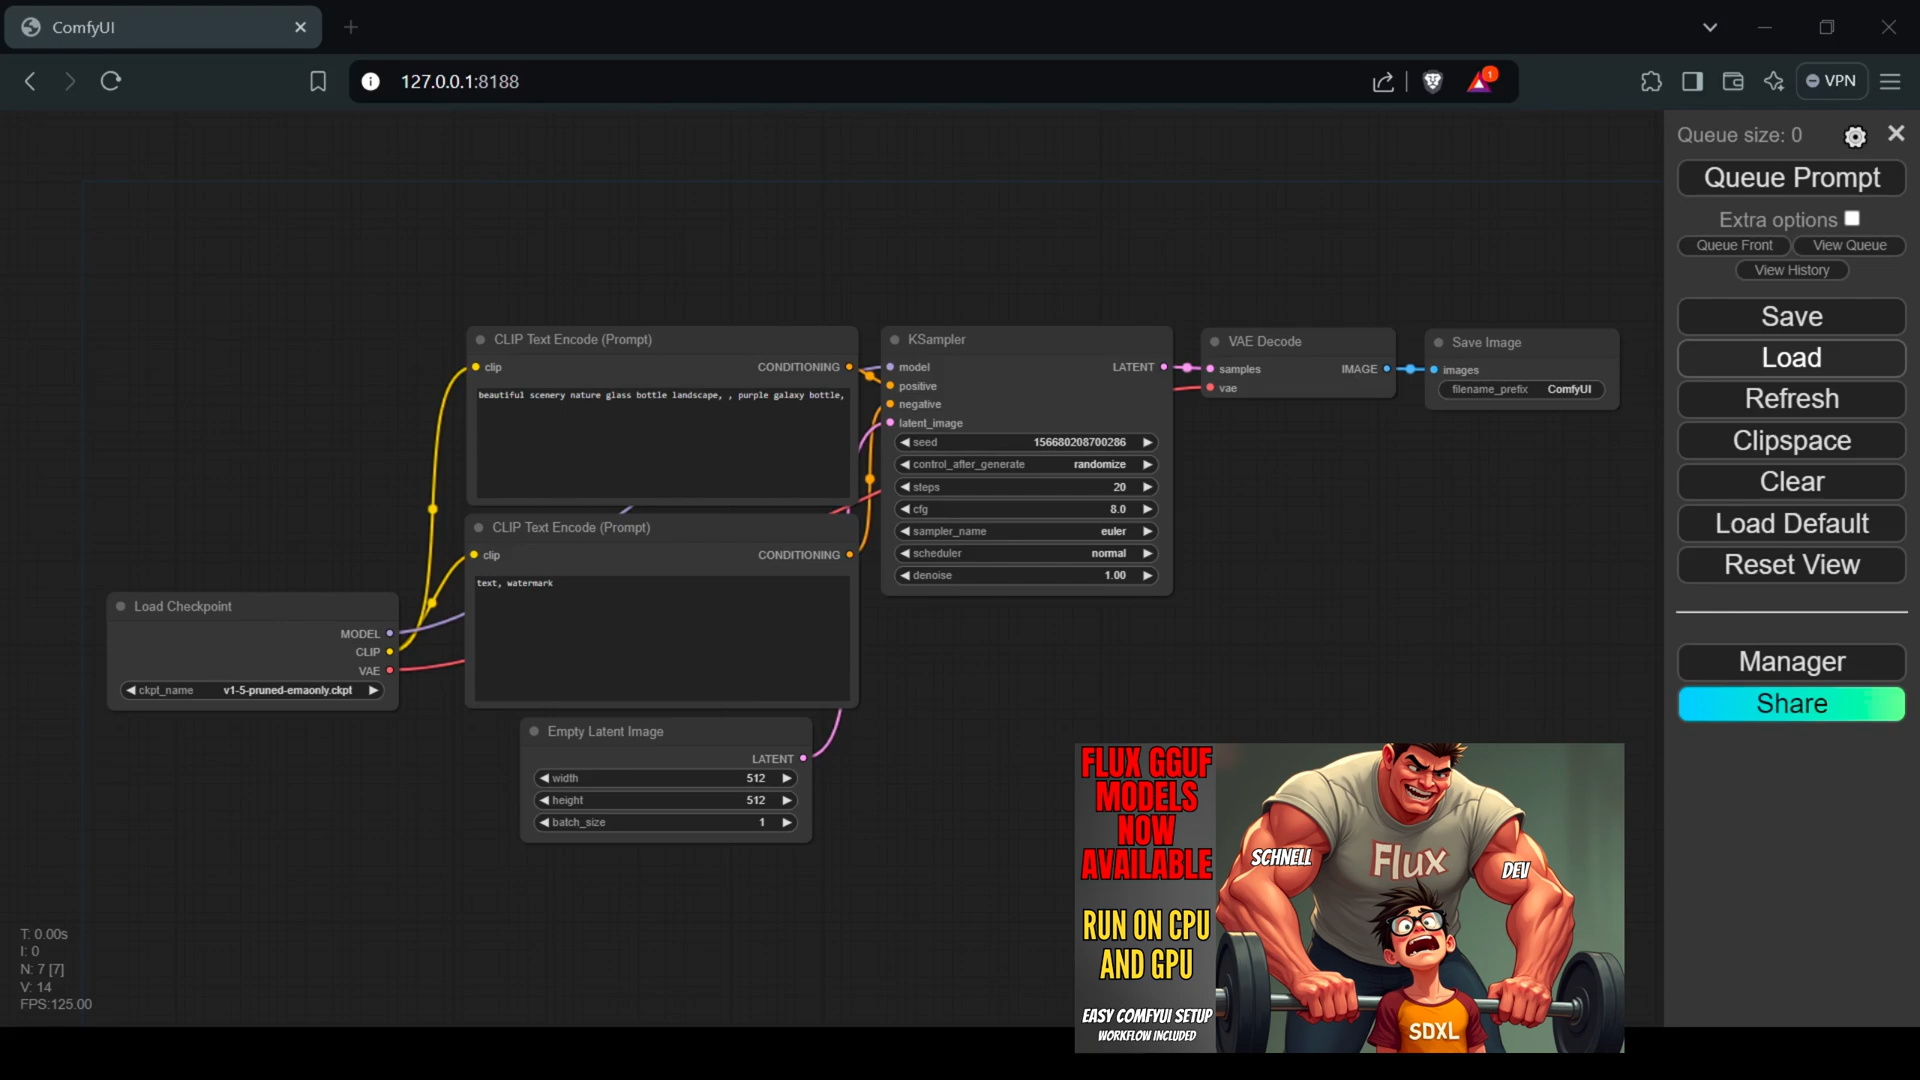 ComfyUI
127.0.0.1:8188
1
VPN
Queue size: 0
Queue Prompt
Extra options
Queue Front
View Queue
View History
Save
Load
Refresh
Clipspace
Clear
Load Default
Reset View
Manager
Share
CLIP Text Encode (Prompt)
clip
CONDITIONING
beautiful scenery nature glass bottle landscape, , purple galaxy bottle,
CLIP Text Encode (Prompt)
clip
CONDITIONING
text, watermark
Load Checkpoint
MODEL
CLIP
VAE
ckpt_name v1-5-pruned-emaonly.ckpt
Empty Latent Image
LATENT
width 512
height 512
batch_size 1
KSampler
model LATENT
positive
negative
latent_image
seed 156680208700286
control_after_generate randomize
steps 20
cfg 8.0
sampler_name euler
scheduler normal
denoise 1.00
VAE Decode
samples IMAGE
vae
Save Image
images
filename_prefix ComfyUI
FLUX GGUF
MODELS
NOW
AVAILABLE
RUN ON CPU
AND GPU
EASY COMFYUI SETUP
WORKFLOW INCLUDED
SCHNELL
Flux
DEV
SDXL
T: 0.00s
I: 0
N: 7 [7]
V: 14
FPS:125.00